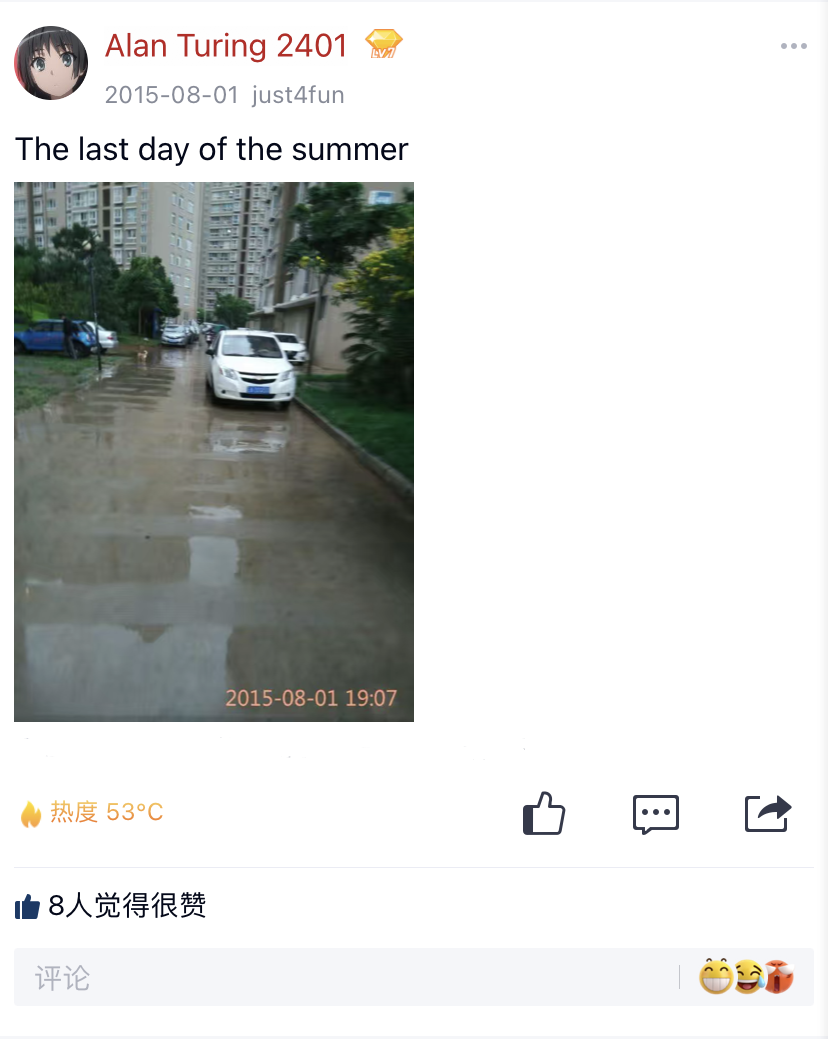 Alan Turing 2401 LV7
2015-08-01 just4fun
The last day of the summer
2015-08-01 19:07
热度 53°C
8人觉得很赞
评论